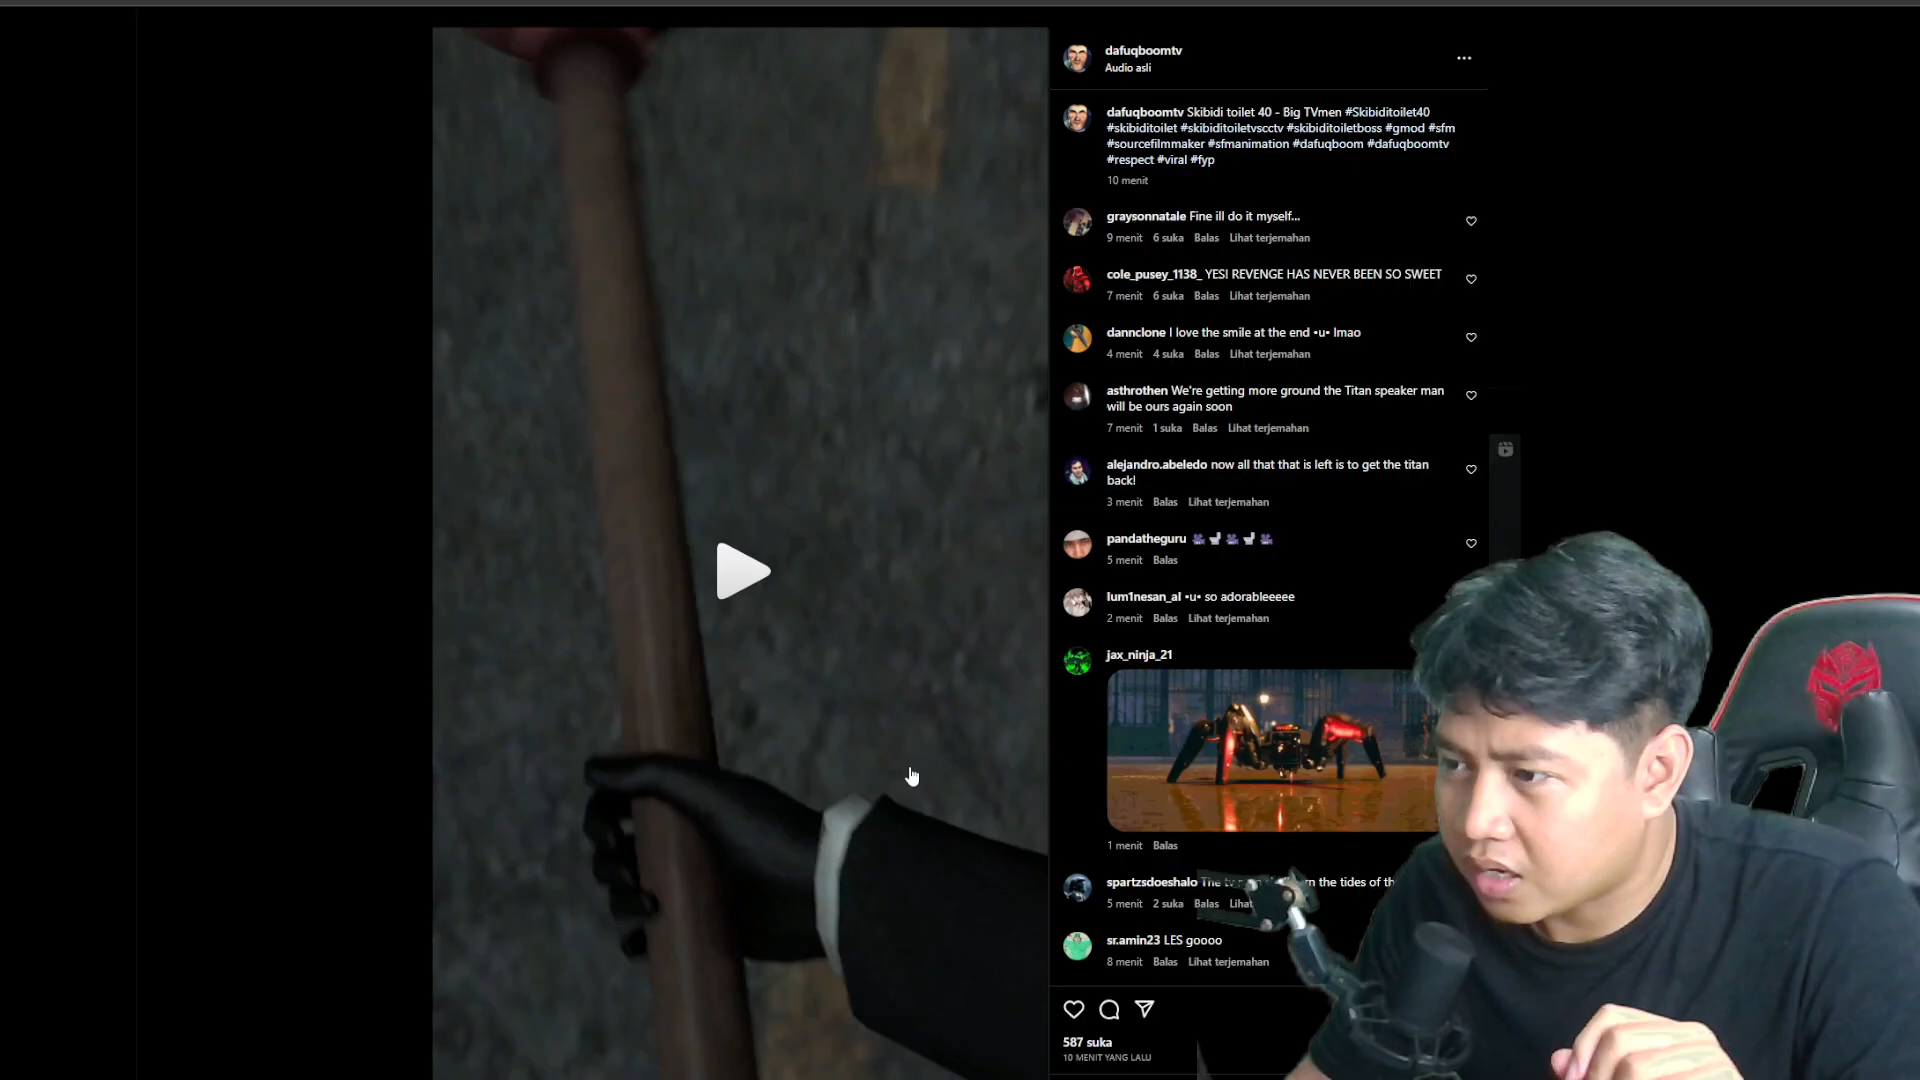 dafuqboomtv
Audio asli
dafuqboomtv Skibidi toilet 40 - Big TVmen #Skibiditoilet40
#skibiditoilet #skibiditoiletvscctv #skibiditoiletboss #gmod #sfm
#sourcefilmmaker #sfmanimation #dafuqboom #dafuqboomtv
#respect #viral #fyp
10 menit
graysonnatale Fine ill do it myself...
9 menit 6 suka Balas Lihat terjemahan
cole_pusey_1138_ YES! REVENGE HAS NEVER BEEN SO SWEET
7 menit 6 suka Balas Lihat terjemahan
dannclone I love the smile at the end •u• lmao
4 menit 4 suka Balas Lihat terjemahan
asthrothen We're getting more ground the Titan speaker man
will be ours again soon
7 menit 1 suka Balas Lihat terjemahan
alejandro.abeledo now all that that is left is to get the titan
back!
3 menit Balas Lihat terjemahan
pandatheguru 🎥🚽🎥🚽🎥
5 menit Balas
lum1nesan_al •u• so adorableeeee
2 menit Balas Lihat terjemahan
jax_ninja_21
1 menit Balas
spartzsdoeshalo The tv the tides of
5 menit 2 suka Balas Lihat
sr.amin23 LES goooo
8 menit Balas Lihat terjemahan
587 suka
10 MENIT YANG LALU